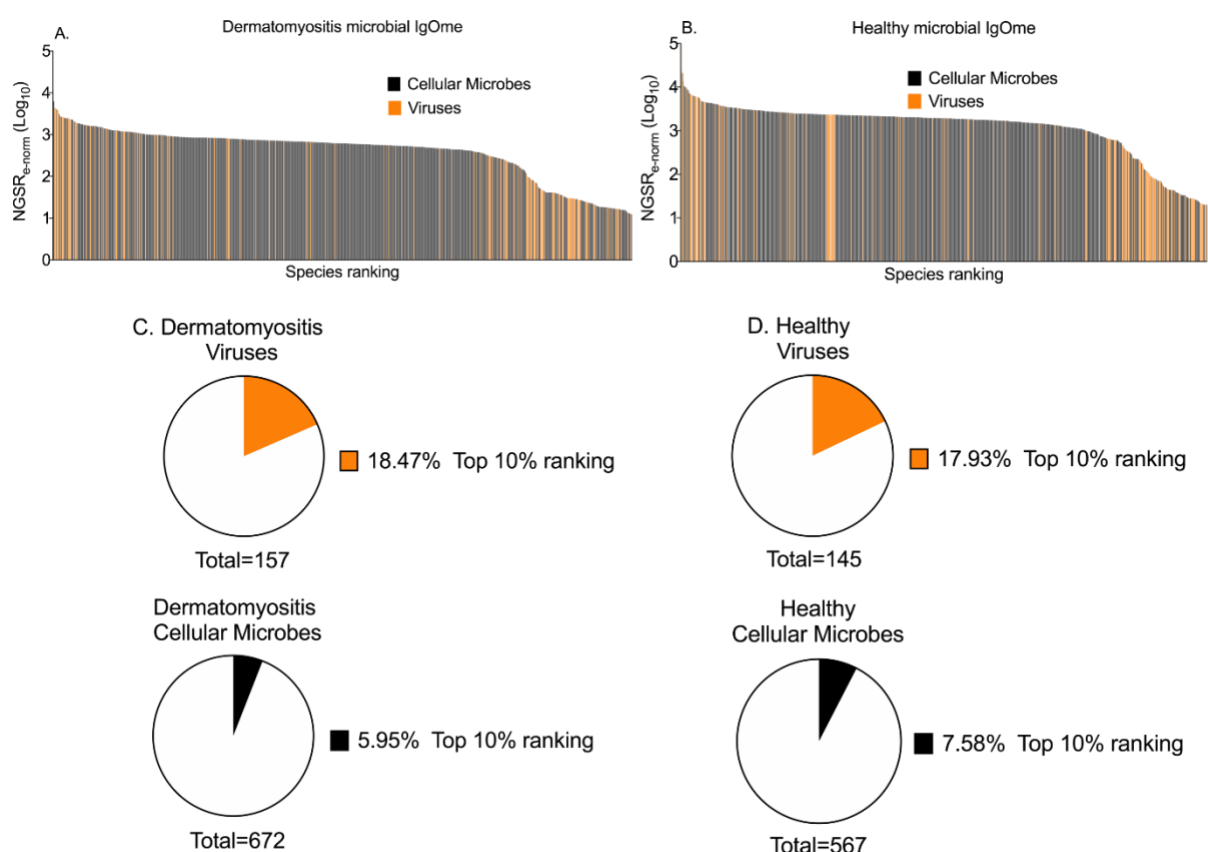 A.
Dermatomyositis microbial IgOme
5
4
3
2
1
0
NGSRe-norm (Log10)
Cellular Microbes
Viruses
Species ranking
B.
Healthy microbial IgOme
5
4
3
2
1
0
NGSRe-norm (Log10)
Cellular Microbes
Viruses
Species ranking
C. Dermatomyositis
Viruses
18.47% Top 10% ranking
Total=157
D. Healthy
Viruses
17.93% Top 10% ranking
Total=145
Dermatomyositis
Cellular Microbes
5.95% Top 10% ranking
Total=672
Healthy
Cellular Microbes
7.58% Top 10% ranking
Total=567